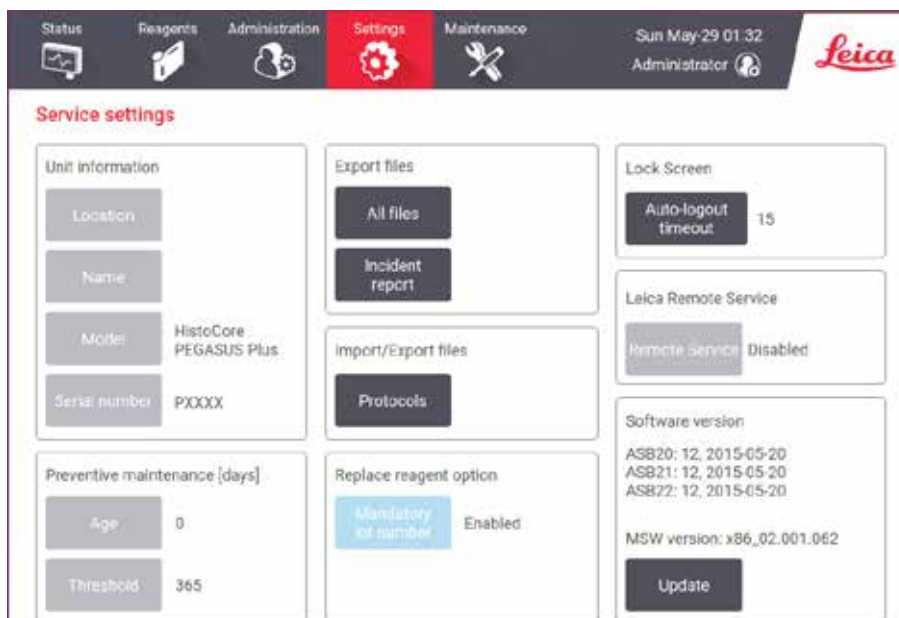 Status
Reagents
Administration
Settings
Maintenance
Sun May-29 01:32
Administrator
Leica
Service settings
Unit information
Location
Name
Model
HistoCore
PEGASUS Plus
Serial number
PXXXX
Preventive maintenance [days]
Age
0
Threshold
365
Export files
All files
Incident
report
Import/Export files
Protocols
Replace reagent option
Mandatory
lot number
Enabled
Lock Screen
Auto-logout
timeout
15
Leica Remote Service
Remote Service
Disabled
Software version
ASB20: 12, 2015-05-20
ASB21: 12, 2015-05-20
ASB22: 12, 2015-05-20
MSW version: x86_02.001.062
Update